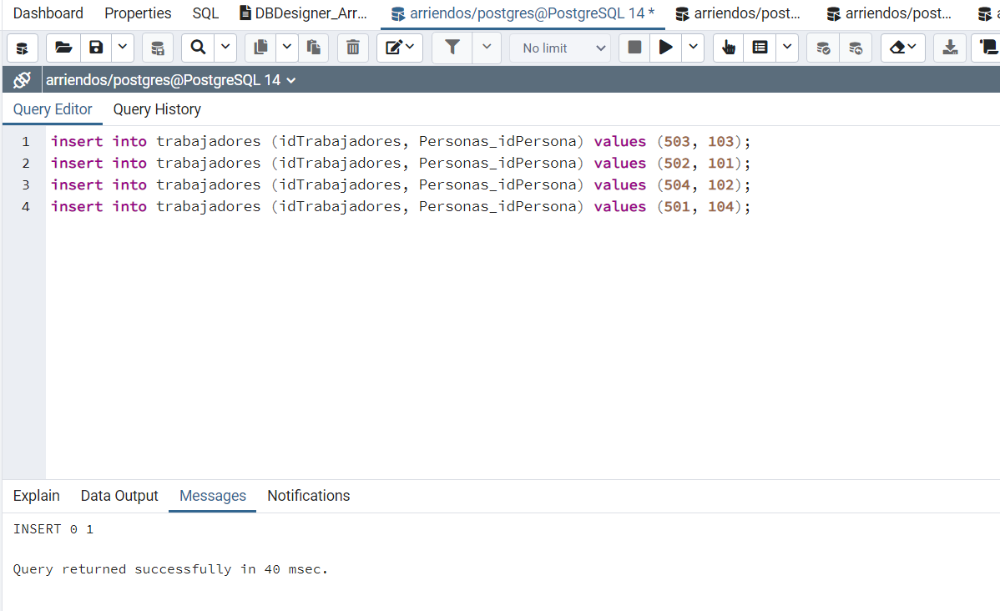 Dashboard Properties SQL DBDesigner_Arr... arriendos/postgres@PostgreSQL 14 * arriendos/post... arriendos/post... a
No limit
arriendos/postgres@PostgreSQL 14
Query Editor Query History
1 insert into trabajadores (idTrabajadores, Personas_idPersona) values (503, 103);
2 insert into trabajadores (idTrabajadores, Personas_idPersona) values (502, 101);
3 insert into trabajadores (idTrabajadores, Personas_idPersona) values (504, 102);
4 insert into trabajadores (idTrabajadores, Personas_idPersona) values (501, 104);
Explain Data Output Messages Notifications
INSERT 0 1
Query returned successfully in 40 msec.